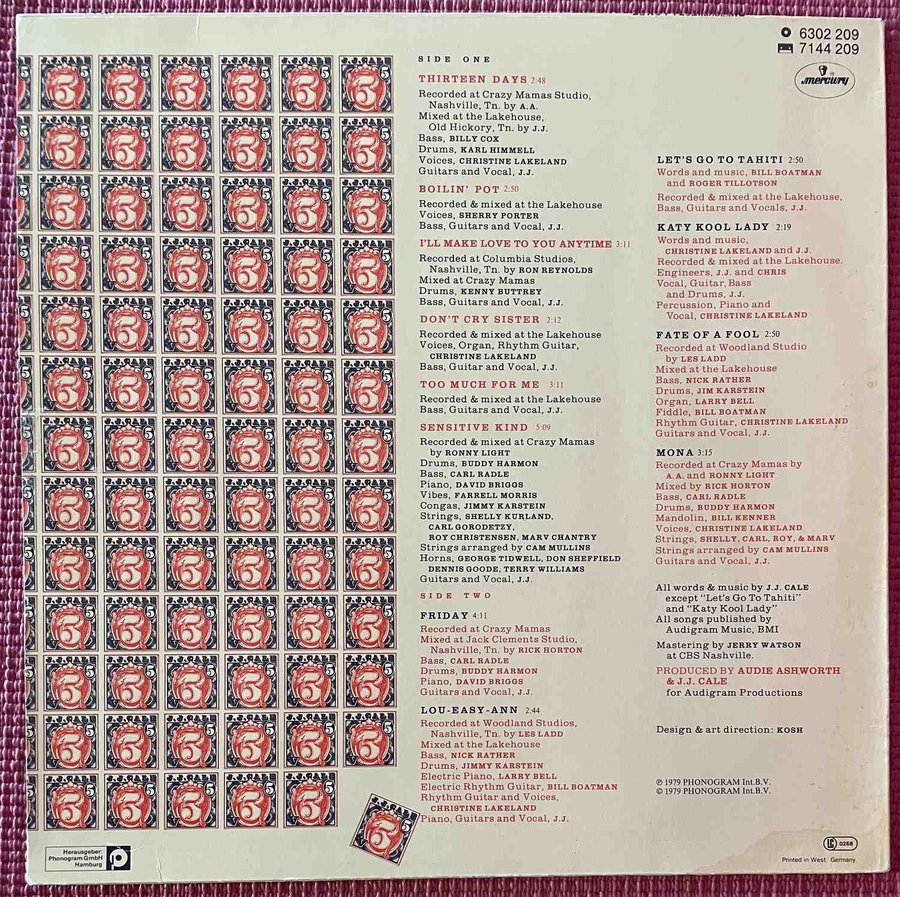 6302 209
7144 209
mercury
SIDE ONE
THIRTEEN DAYS 2:48
Recorded at Crazy Mamas Studio,
Nashville, Tn. by A.A.
Mixed at the Lakehouse,
Old Hickory, Tn. by J.J.
Bass, BILLY COX
Drums, KARL HIMMELL
Voices, CHRISTINE LAKELAND
Guitars and Vocal, J.J.
BOILIN' POT 2:50
Recorded & mixed at the Lakehouse
Voices, SHERRY PORTER
Bass, Guitars and Vocal, J.J.
I'LL MAKE LOVE TO YOU ANYTIME 3:11
Recorded at Columbia Studios,
Nashville, Tn. by RON REYNOLDS
Mixed at Crazy Mamas
Drums, KENNY BUTTREY
Bass, Guitars and Vocal, J.J.
DON'T CRY SISTER 2:12
Recorded & mixed at the Lakehouse
Voices, Organ, Rhythm Guitar,
CHRISTINE LAKELAND
Bass, Guitar and Vocal, J.J.
TOO MUCH FOR ME 3:11
Recorded & mixed at the Lakehouse
Bass, Guitars and Vocal, J.J.
SENSITIVE KIND 5:09
Recorded & mixed at Crazy Mamas
by RONNY LIGHT
Drums, BUDDY HARMON
Bass, CARL RADLE
Piano, DAVID BRIGGS
Vibes, FARRELL MORRIS
Congas, JIMMY KARSTEIN
Strings, SHELLY KURLAND,
CARL GORODETZY,
ROY CHRISTENSEN, MARV CHANTRY
Strings arranged by CAM MULLINS
Horns, GEORGE TIDWELL, DON SHEFFIELD
DENNIS GOODE, TERRY WILLIAMS
Guitars and Vocal, J.J.
SIDE TWO
FRIDAY 4:11
Recorded at Crazy Mamas
Mixed at Jack Clements Studio,
Nashville, Tn. by RICK HORTON
Bass, CARL RADLE
Drums, BUDDY HARMON
Piano, DAVID BRIGGS
Guitars and Vocal, J.J.
LOU-EASY-ANN 2:44
Recorded at Woodland Studios,
Nashville, Tn. by LES LADD
Mixed at the Lakehouse
Bass, NICK RATHER
Drums, JIMMY KARSTEIN
Electric Piano, LARRY BELL
Electric Rhythm Guitar, BILL BOATMAN
Rhythm Guitar and Voices,
CHRISTINE LAKELAND
Piano, Guitars and Vocal, J.J.
LET'S GO TO TAHITI 2:50
Words and music, BILL BOATMAN
and ROGER TILLOTSON
Recorded & mixed at the Lakehouse,
Bass, Guitars and Vocals, J.J.
KATY KOOL LADY 2:19
Words and music,
CHRISTINE LAKELAND and J.J.
Recorded & mixed at the Lakehouse.
Engineers, J.J. and CHRIS
Vocal, Guitar, Bass
and Drums, J.J.
Percussion, Piano and
Vocal, CHRISTINE LAKELAND
FATE OF A FOOL 2:50
Recorded at Woodland Studio
by LES LADD
Mixed at the Lakehouse
Bass, NICK RATHER
Drums, JIM KARSTEIN
Organ, LARRY BELL
Fiddle, BILL BOATMAN
Rhythm Guitar, CHRISTINE LAKELAND
Guitars and Vocal, J.J.
MONA 3:15
Recorded at Crazy Mamas by
A.A. and RONNY LIGHT
Mixed by RICK HORTON
Bass, CARL RADLE
Drums, BUDDY HARMON
Mandolin, BILL KENNER
Voices, CHRISTINE LAKELAND
Strings, SHELLY, CARL, ROY, & MARV
Strings arranged by CAM MULLINS
Guitars and Vocal, J.J.
All words & music by J.J. CALE
except "Let's Go To Tahiti"
and "Katy Kool Lady"
All songs published by
Audigram Music, BMI
Mastering by JERRY WATSON
at CBS Nashville.
PRODUCED BY AUDIE ASHWORTH
& J.J. CALE
for Audigram Productions
Design & art direction: KOSH
℗ 1979 PHONOGRAM Int.B.V.
© 1979 PHONOGRAM Int.B.V.
LC 0268
Printed in West Germany
Herausgeber:
Phonogram GmbH
Hamburg